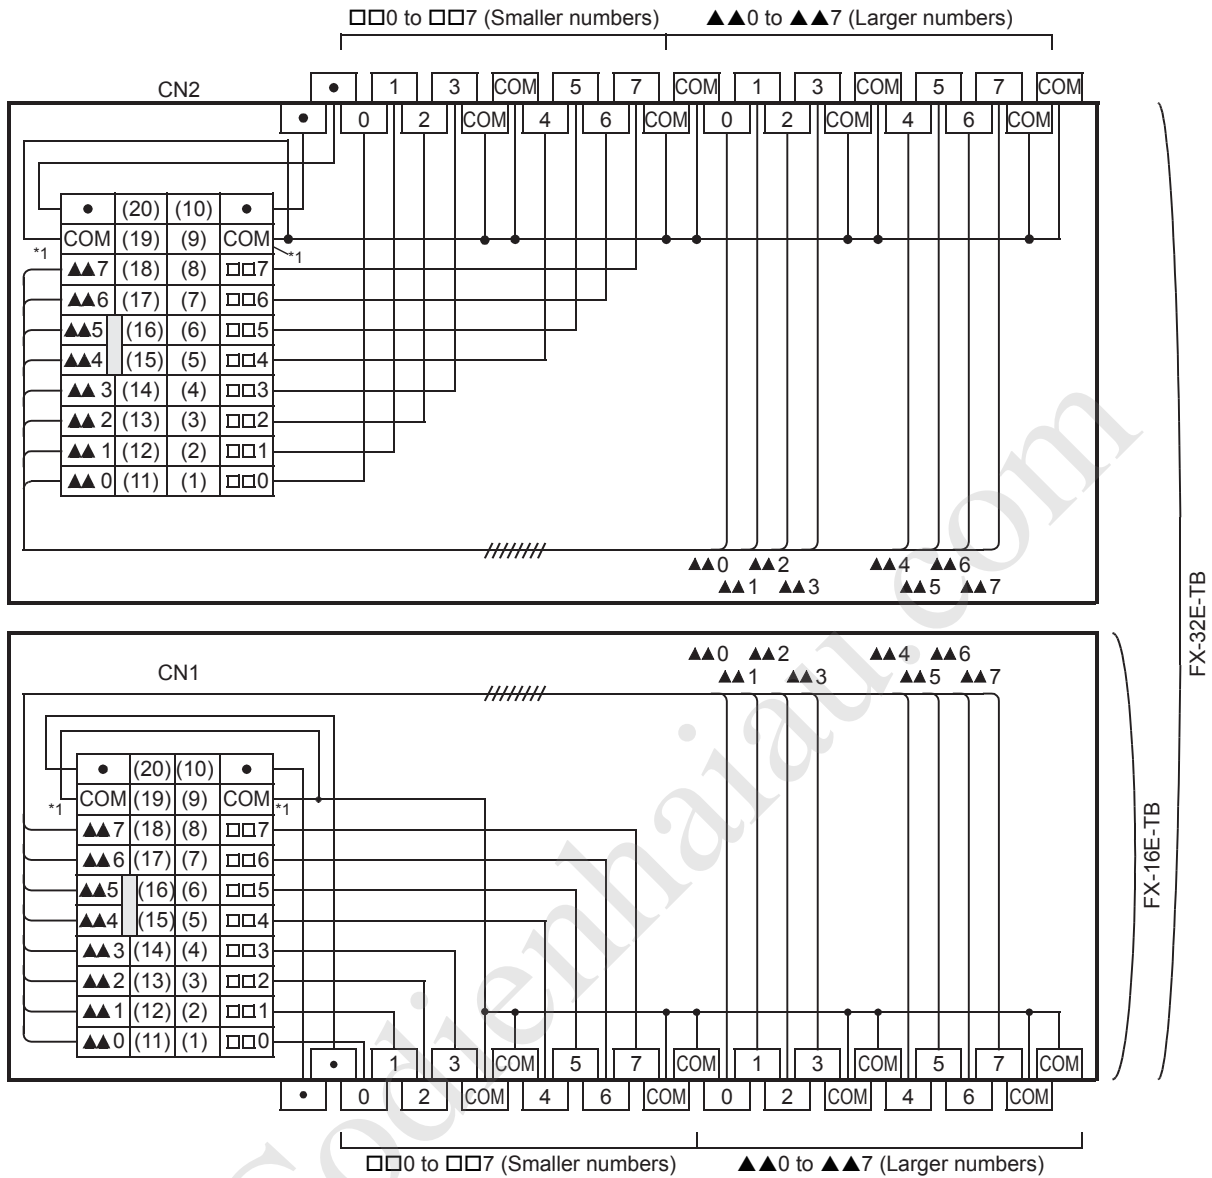 □□0 to □□7 (Smaller numbers) ▲▲0 to ▲▲7 (Larger numbers)
CN2
• 1 3 COM 5 7 COM 1 3 COM 5 7 COM
• 0 2 COM 4 6 COM 0 2 COM 4 6 COM
• (20) (10) •
*1 COM (19) (9) COM *1
▲▲7 (18) (8) □□7
▲▲6 (17) (7) □□6
▲▲5 (16) (6) □□5
▲▲4 (15) (5) □□4
▲▲ 3 (14) (4) □□3
▲▲ 2 (13) (3) □□2
▲▲ 1 (12) (2) □□1
▲▲ 0 (11) (1) □□0
▲▲0 ▲▲2 ▲▲4 ▲▲6
▲▲1 ▲▲3 ▲▲5 ▲▲7
FX-32E-TB
CN1
▲▲0 ▲▲2 ▲▲4 ▲▲6
▲▲1 ▲▲3 ▲▲5 ▲▲7
• (20) (10) •
*1 COM (19) (9) COM *1
▲▲7 (18) (8) □□7
▲▲6 (17) (7) □□6
▲▲5 (16) (6) □□5
▲▲4 (15) (5) □□4
▲▲3 (14) (4) □□3
▲▲2 (13) (3) □□2
▲▲1 (12) (2) □□1
▲▲0 (11) (1) □□0
FX-16E-TB
• 1 3 COM 5 7 COM 1 3 COM 5 7 COM
• 0 2 COM 4 6 COM 0 2 COM 4 6 COM
□□0 to □□7 (Smaller numbers) ▲▲0 to ▲▲7 (Larger numbers)
Codienhaiau.com